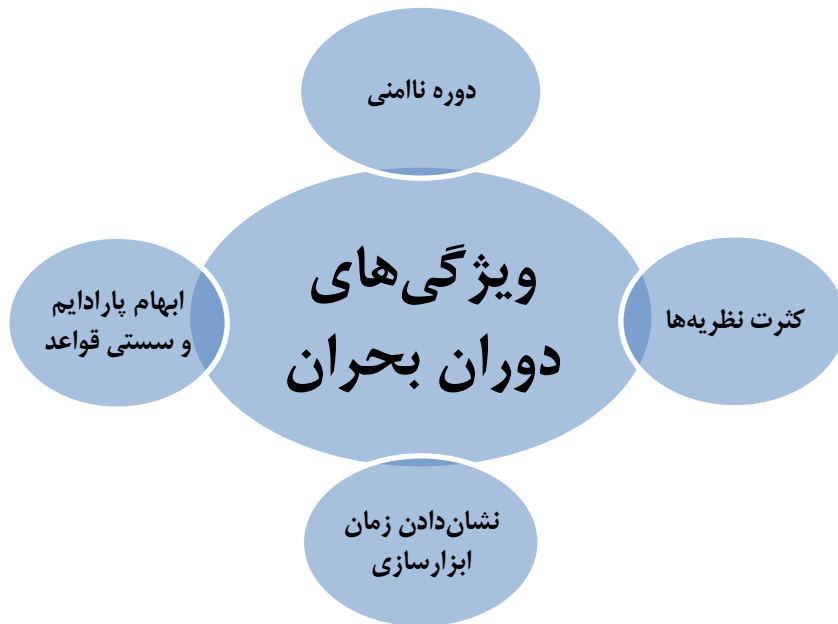 دوره ناامنی
ویژگی‌های
دوران بحران
کثرت نظریه‌ها
ابهام پارادایم
و سستی قواعد
نشان‌دادن زمان
ابزارسازی